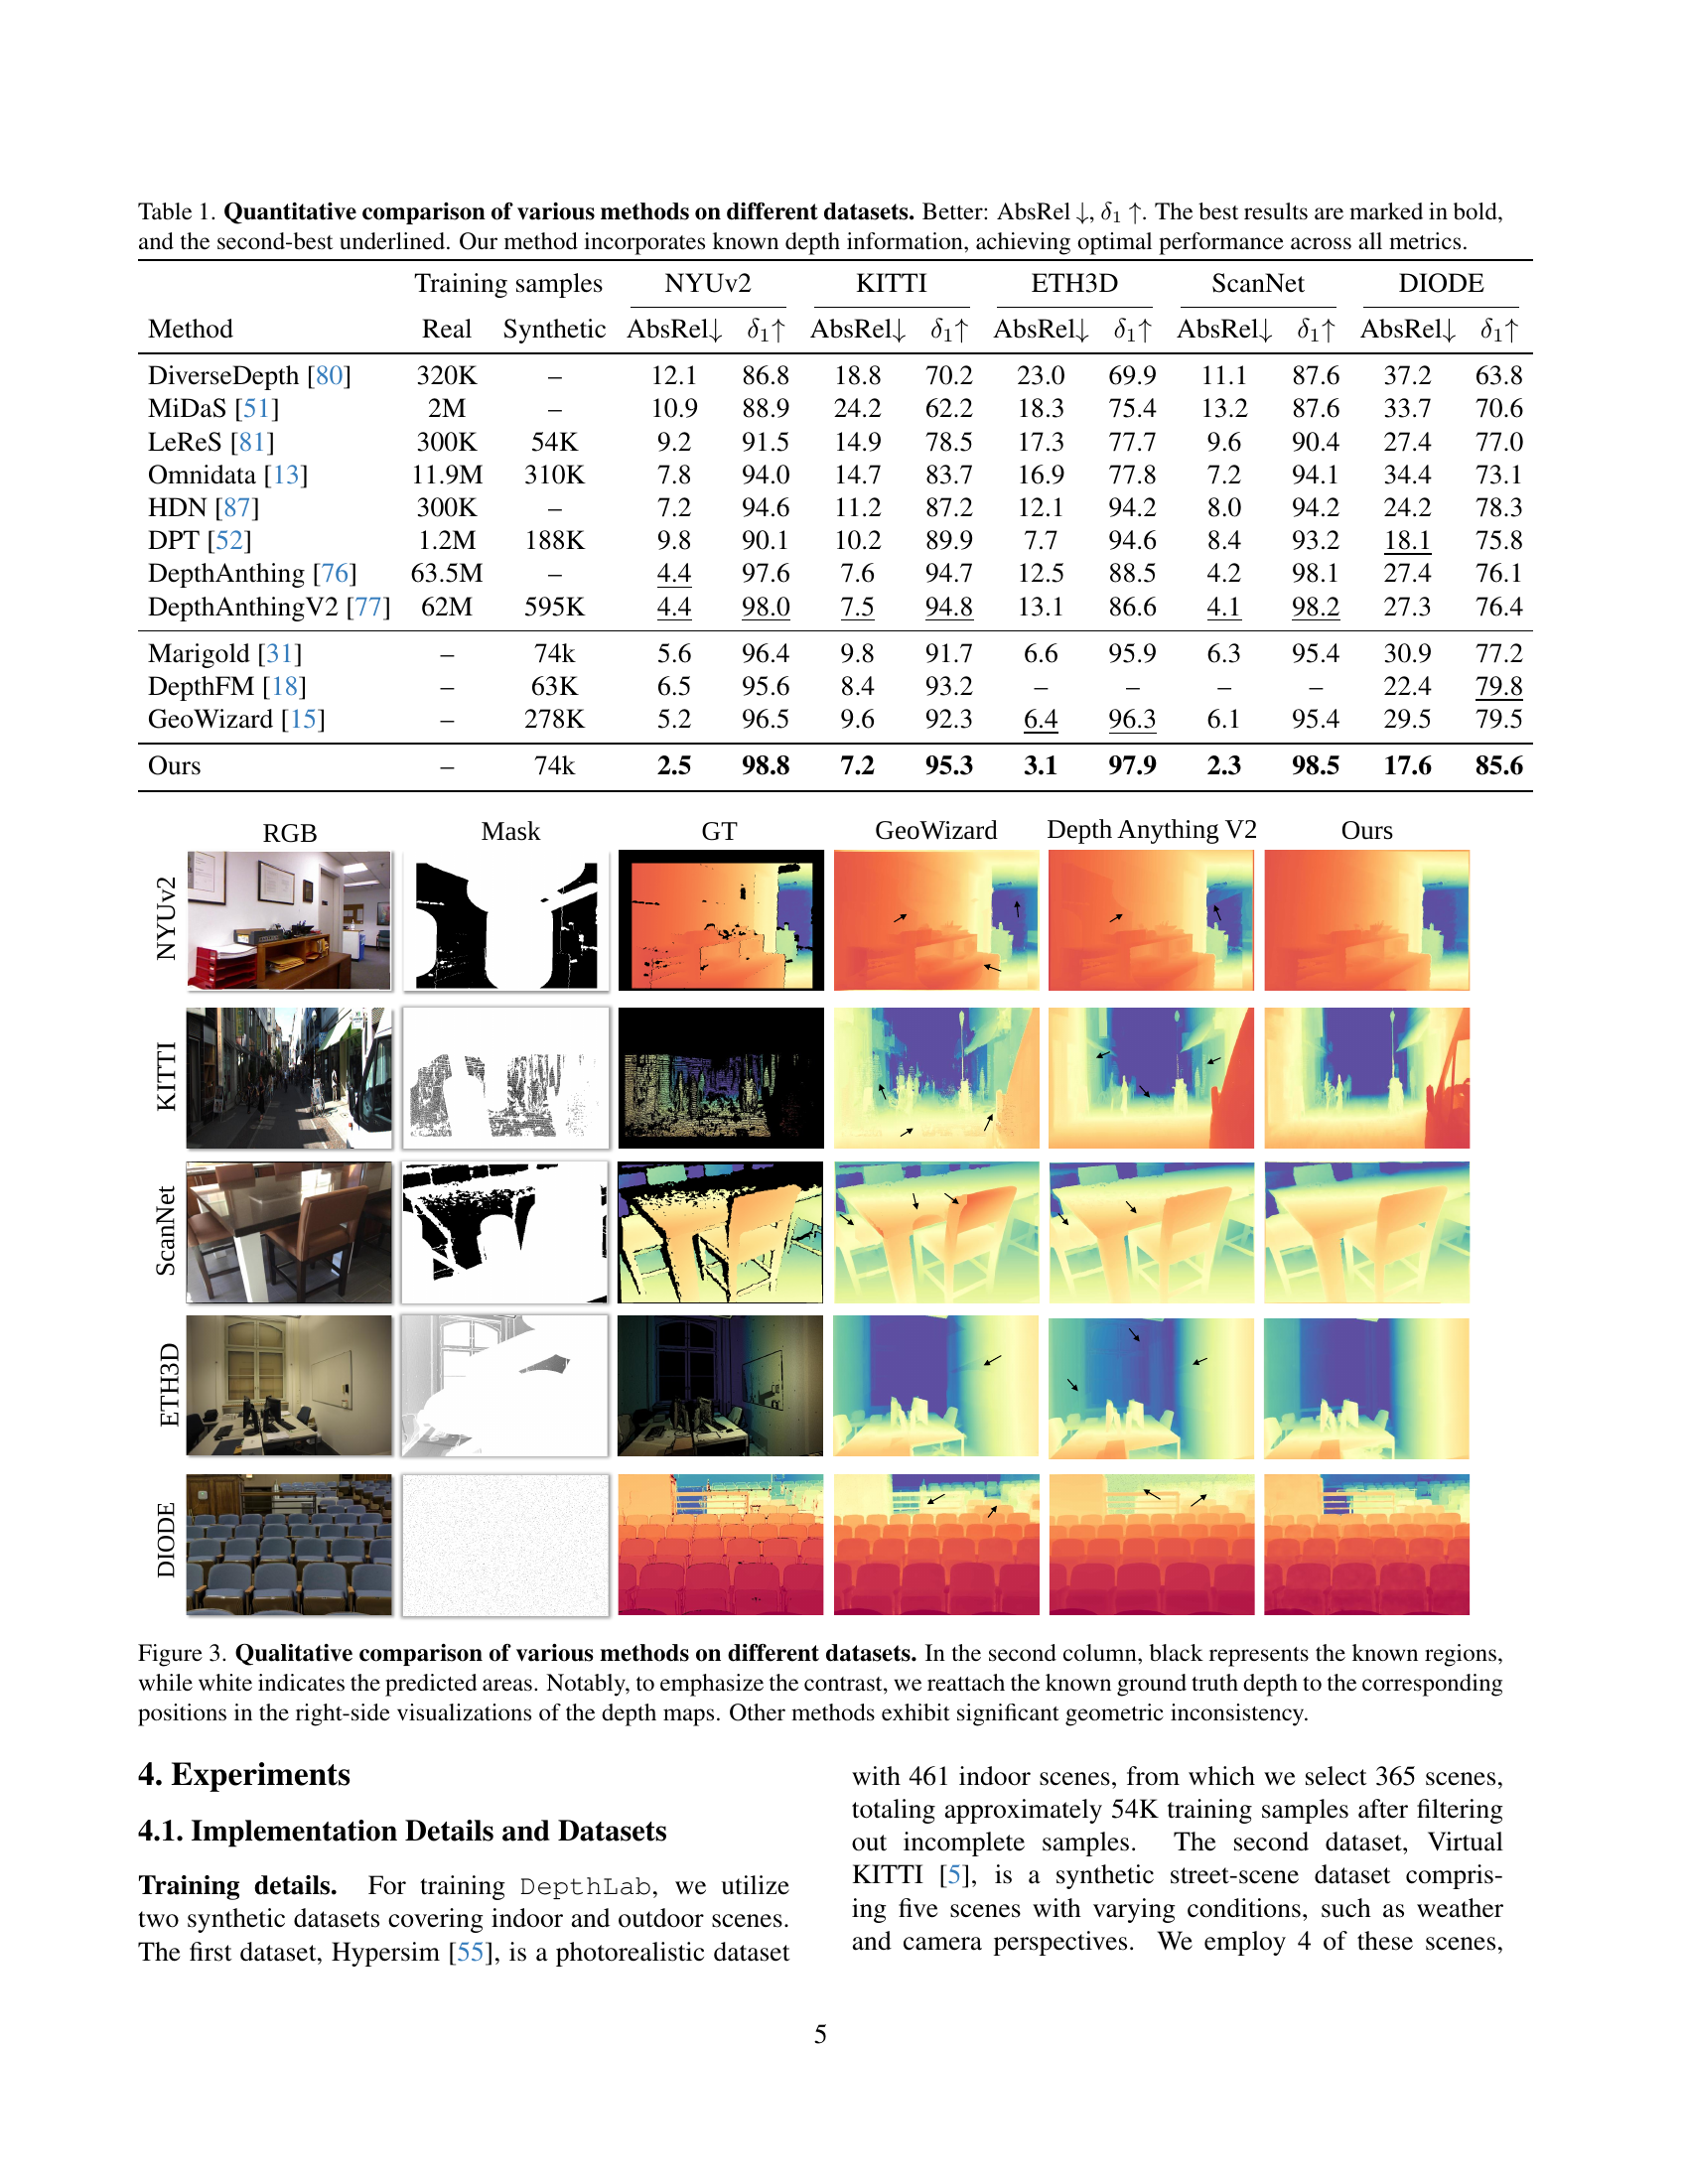 Table 1. Quantitative comparison of various methods on different datasets. Better: AbsRel ↓, δ1 ↑. The best results are marked in bold,
and the second-best underlined. Our method incorporates known depth information, achieving optimal performance across all metrics.
Training samples NYUv2 KITTI ETH3D ScanNet DIODE
Method Real Synthetic AbsRel↓ δ1↑ AbsRel↓ δ1↑ AbsRel↓ δ1↑ AbsRel↓ δ1↑ AbsRel↓ δ1↑
DiverseDepth [80] 320K – 12.1 86.8 18.8 70.2 23.0 69.9 11.1 87.6 37.2 63.8
MiDaS [51] 2M – 10.9 88.9 24.2 62.2 18.3 75.4 13.2 87.6 33.7 70.6
LeReS [81] 300K 54K 9.2 91.5 14.9 78.5 17.3 77.7 9.6 90.4 27.4 77.0
Omnidata [13] 11.9M 310K 7.8 94.0 14.7 83.7 16.9 77.8 7.2 94.1 34.4 73.1
HDN [87] 300K – 7.2 94.6 11.2 87.2 12.1 94.2 8.0 94.2 24.2 78.3
DPT [52] 1.2M 188K 9.8 90.1 10.2 89.9 7.7 94.6 8.4 93.2 18.1 75.8
DepthAnthing [76] 63.5M – 4.4 97.6 7.6 94.7 12.5 88.5 4.2 98.1 27.4 76.1
DepthAnthingV2 [77] 62M 595K 4.4 98.0 7.5 94.8 13.1 86.6 4.1 98.2 27.3 76.4
Marigold [31] – 74k 5.6 96.4 9.8 91.7 6.6 95.9 6.3 95.4 30.9 77.2
DepthFM [18] – 63K 6.5 95.6 8.4 93.2 – – – – 22.4 79.8
GeoWizard [15] – 278K 5.2 96.5 9.6 92.3 6.4 96.3 6.1 95.4 29.5 79.5
Ours – 74k 2.5 98.8 7.2 95.3 3.1 97.9 2.3 98.5 17.6 85.6
RGB Mask GT GeoWizard Depth Anything V2 Ours
NYUv2
KITTI
ScanNet
ETH3D
DIODE
Figure 3. Qualitative comparison of various methods on different datasets. In the second column, black represents the known regions,
while white indicates the predicted areas. Notably, to emphasize the contrast, we reattach the known ground truth depth to the corresponding
positions in the right-side visualizations of the depth maps. Other methods exhibit significant geometric inconsistency.
4. Experiments
4.1. Implementation Details and Datasets
Training details. For training DepthLab, we utilize
two synthetic datasets covering indoor and outdoor scenes.
The first dataset, Hypersim [55], is a photorealistic dataset
with 461 indoor scenes, from which we select 365 scenes,
totaling approximately 54K training samples after filtering
out incomplete samples. The second dataset, Virtual
KITTI [5], is a synthetic street-scene dataset compris-
ing five scenes with varying conditions, such as weather
and camera perspectives. We employ 4 of these scenes,
5